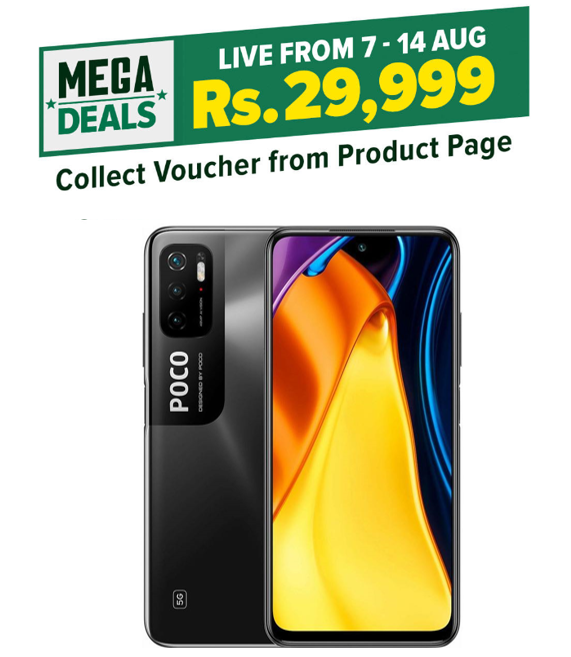 MEGA
DEALS
LIVE FROM 7 - 14 AUG
Rs. 29,999
Collect Voucher from Product Page
POCO
DESIGNED BY POCO
5G